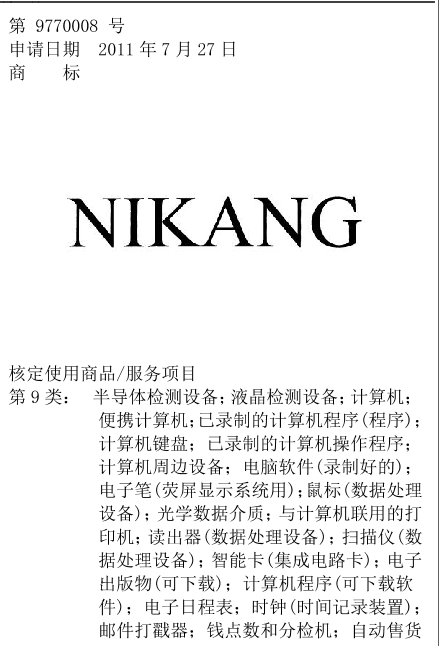 第 9770008 号
申请日期 2011 年 7 月 27 日
商 标
NIKANG
核定使用商品/服务项目
第 9 类： 半导体检测设备；液晶检测设备；计算机；
便携计算机；已录制的计算机程序(程序)；
计算机键盘；已录制的计算机操作程序；
计算机周边设备；电脑软件(录制好的)；
电子笔(荧屏显示系统用)；鼠标(数据处理
设备)；光学数据介质；与计算机联用的打
印机；读出器(数据处理设备)；扫描仪(数
据处理设备)；智能卡(集成电路卡)；电子
出版物(可下载)；计算机程序(可下载软
件)；电子日程表；时钟(时间记录装置)；
邮件打戳器；钱点数和分检机；自动售货